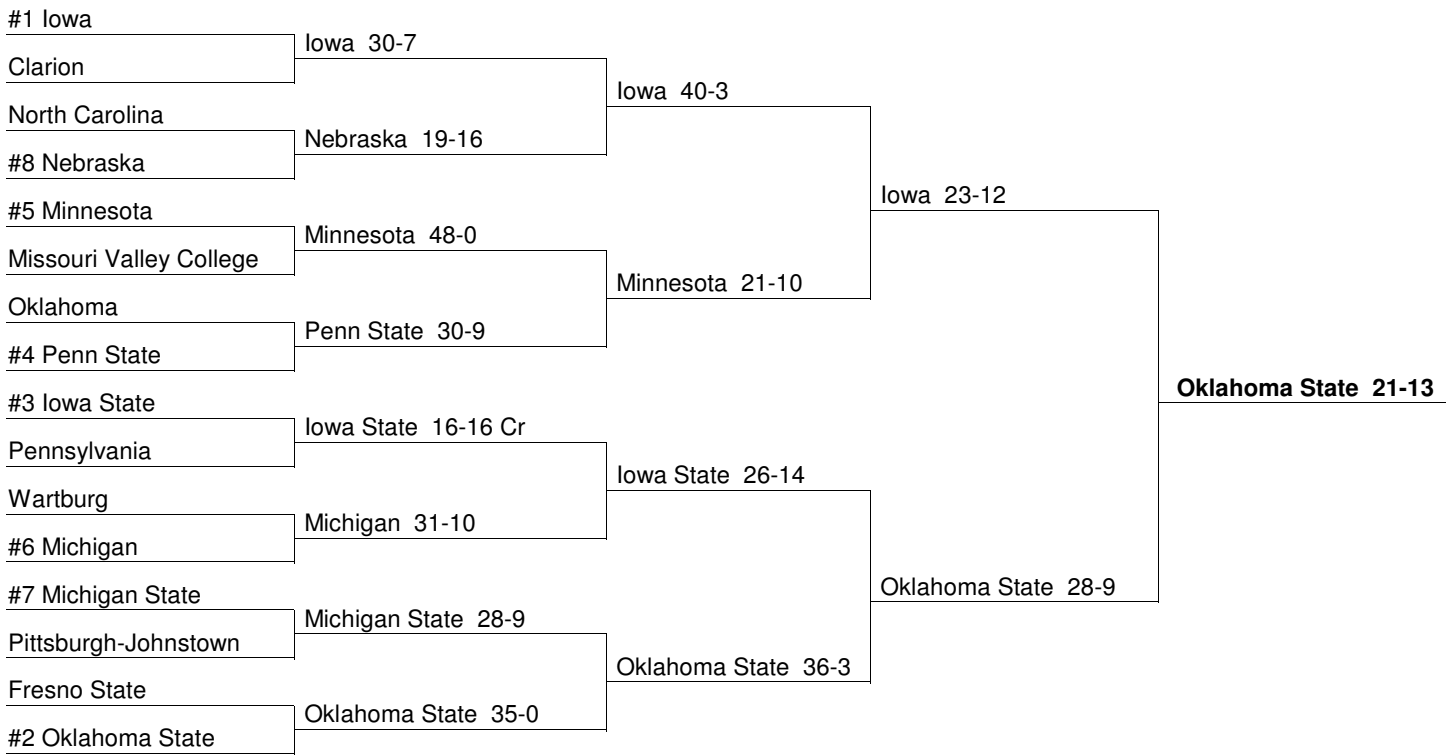 #1 Iowa
Clarion
North Carolina
#8 Nebraska
#5 Minnesota
Missouri Valley College
Oklahoma
#4 Penn State
#3 Iowa State
Pennsylvania
Wartburg
#6 Michigan
#7 Michigan State
Pittsburgh-Johnstown
Fresno State
#2 Oklahoma State
Iowa 30-7
Nebraska 19-16
Minnesota 48-0
Penn State 30-9
Iowa State 16-16 Cr
Michigan 31-10
Michigan State 28-9
Oklahoma State 35-0
Iowa 40-3
Minnesota 21-10
Iowa State 26-14
Oklahoma State 36-3
Iowa 23-12
Oklahoma State 28-9
Oklahoma State 21-13